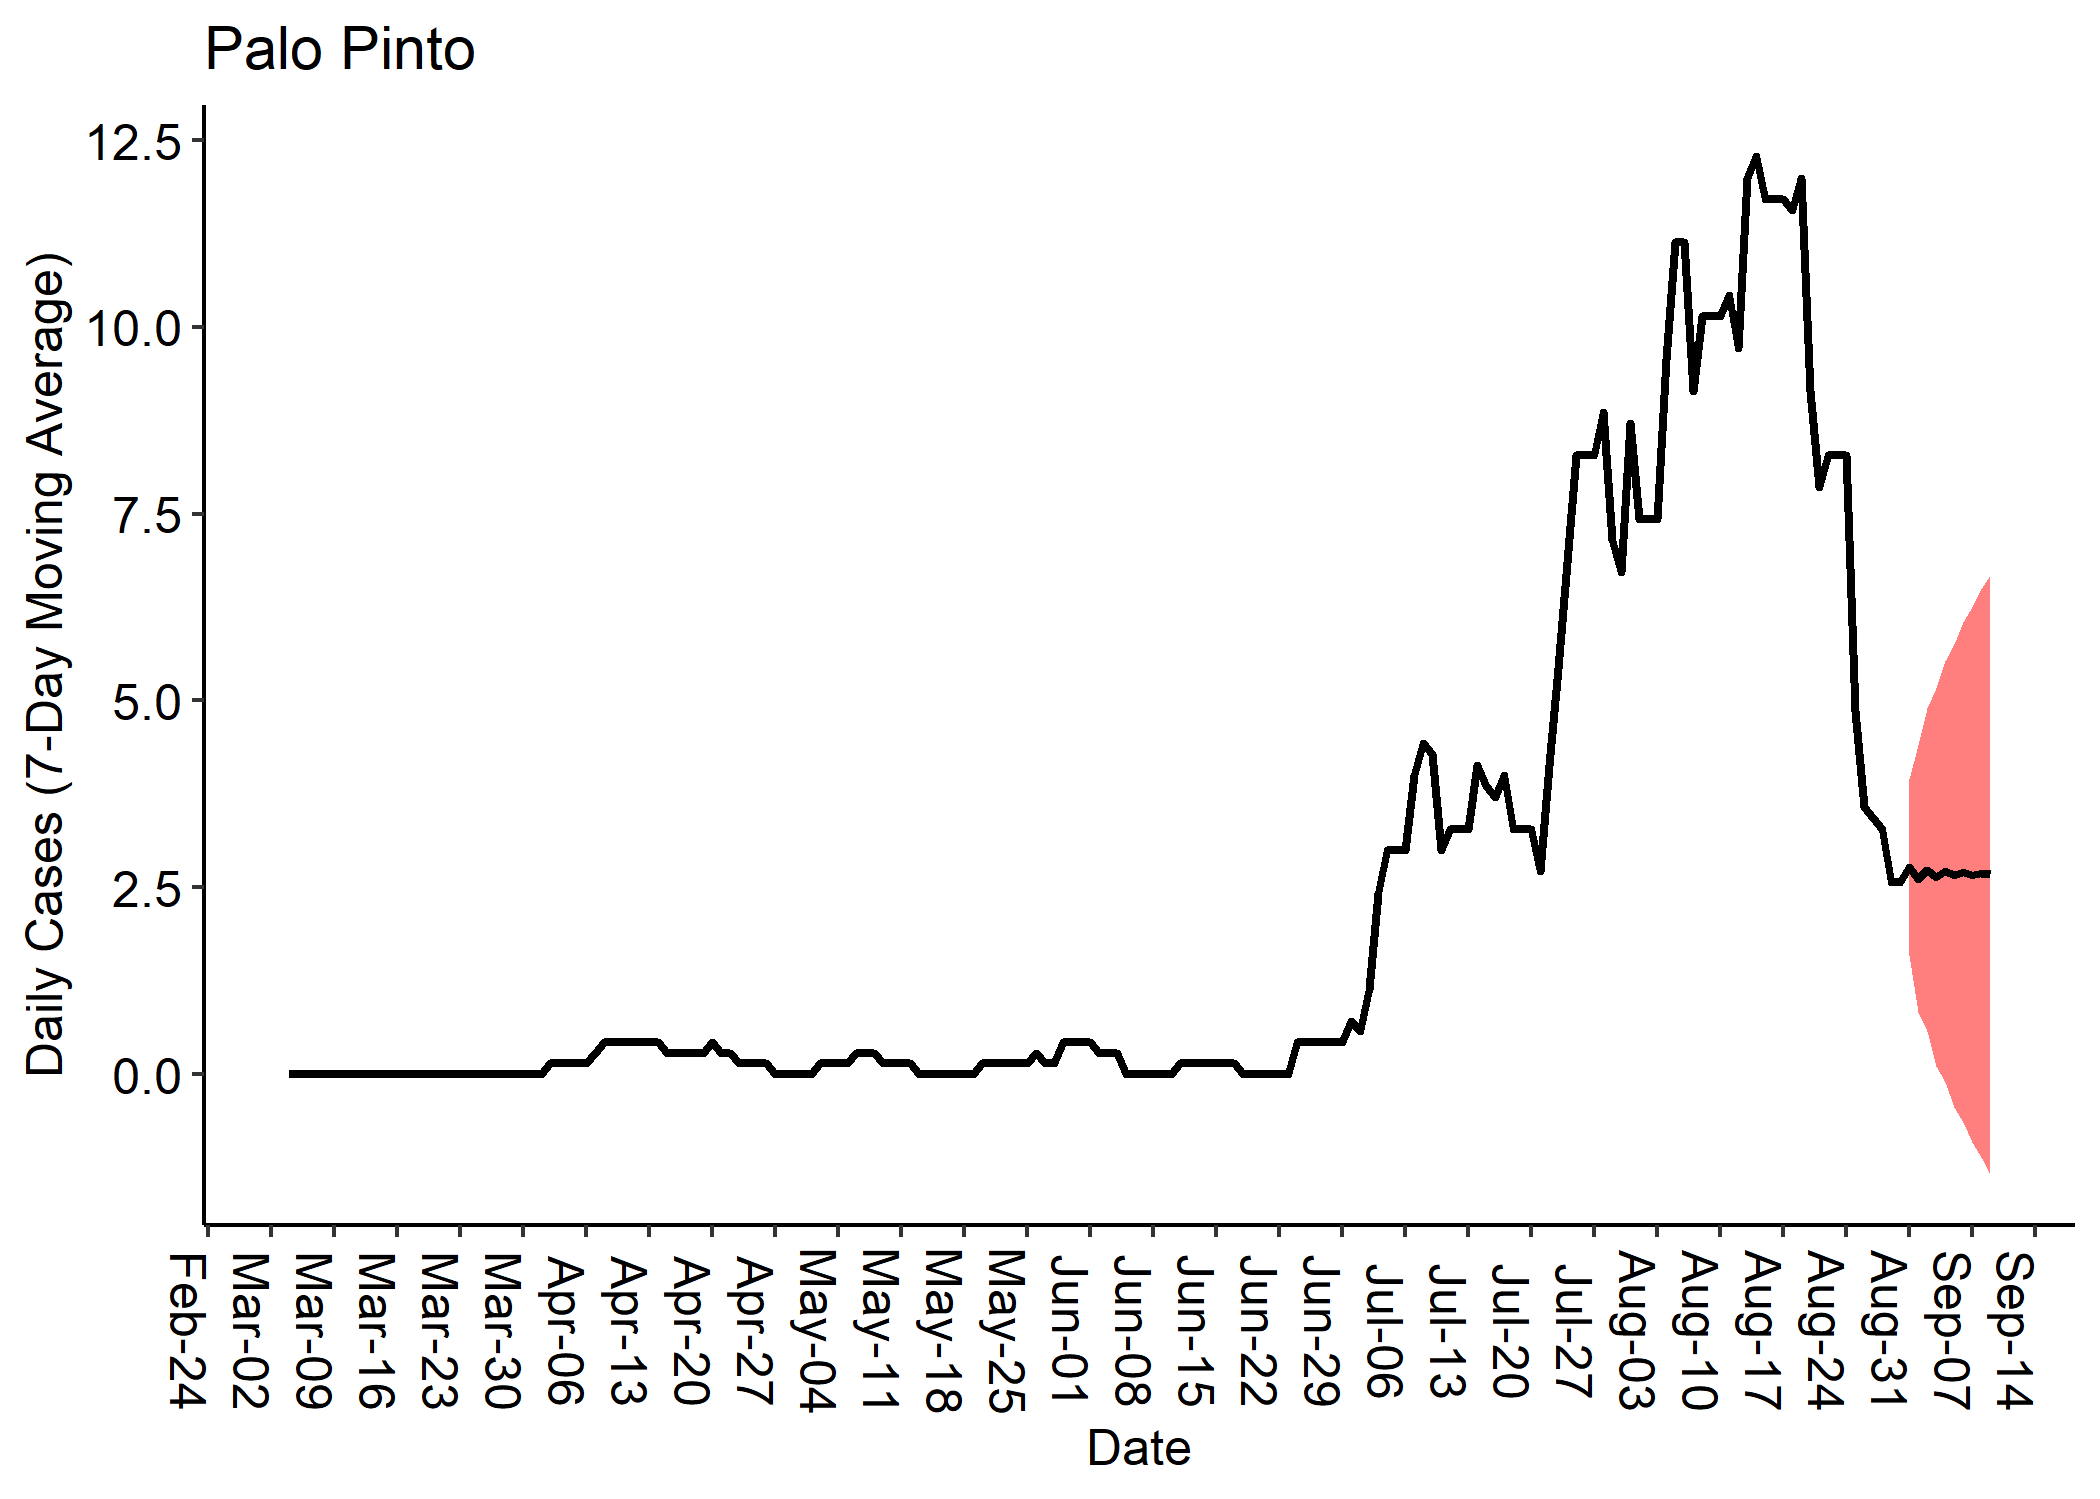 Palo Pinto
Daily Cases (7-Day Moving Average)
12.5
10.0
7.5
5.0
2.5
0.0
Feb-24
Mar-02
Mar-09
Mar-16
Mar-23
Mar-30
Apr-06
Apr-13
Apr-20
Apr-27
May-04
May-11
May-18
May-25
Jun-01
Jun-08
Jun-15
Jun-22
Jun-29
Jul-06
Jul-13
Jul-20
Jul-27
Aug-03
Aug-10
Aug-17
Aug-24
Aug-31
Sep-07
Sep-14
Date